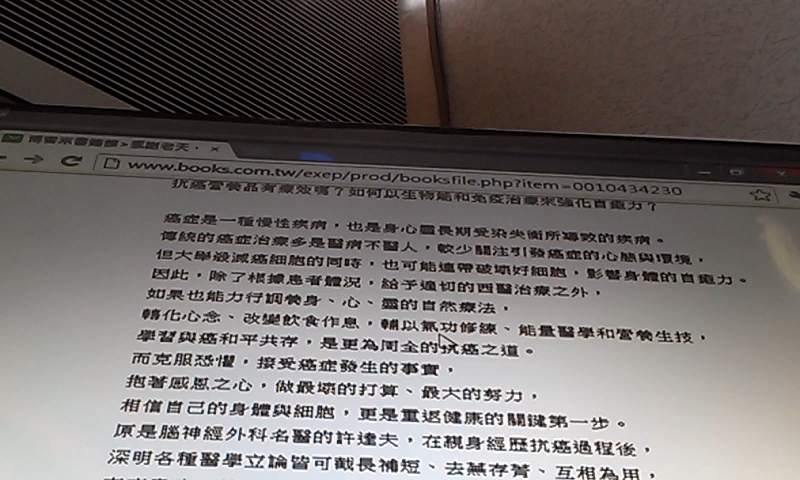 博客來書籍館>感謝老天，
www.books.com.tw/exep/prod/booksfile.php?item=0010434230
抗癌營養品有療效嗎？如何以生物能和免疫治療來強化自癒力？
癌症是一種慢性疾病，也是身心靈長期受染失衡所導致的疾病。
傳統的癌症治療多是醫病不醫人，較少關注引發癌症的心態與環境，
但大舉殺滅癌細胞的同時，也可能連帶破壞好細胞，影響身體的自癒力。
因此，除了根據患者體況，給予適切的西醫治療之外，
如果也能力行調養身、心、靈的自然療法，
轉化心念、改變飲食作息，輔以氣功修練、能量醫學和營養生技，
學習與癌和平共存，是更為周全的抗癌之道。
而克服恐懼，接受癌症發生的事實，
抱著感恩之心，做最壞的打算、最大的努力，
相信自己的身體與細胞，更是重返健康的關鍵第一步。
原是腦神經外科名醫的許達夫，在親身經歷抗癌過程後，
深明各種醫學立論皆可截長補短、去蕪存菁、互相為用，